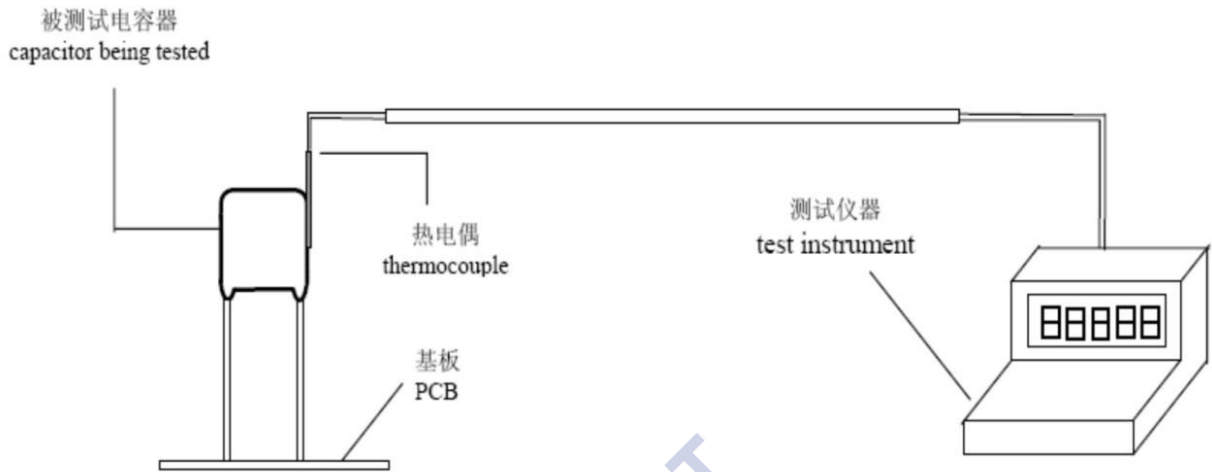 被测试电容器
capacitor being tested
热电偶
thermocouple
测试仪器
test instrument
88888
基板
PCB
T